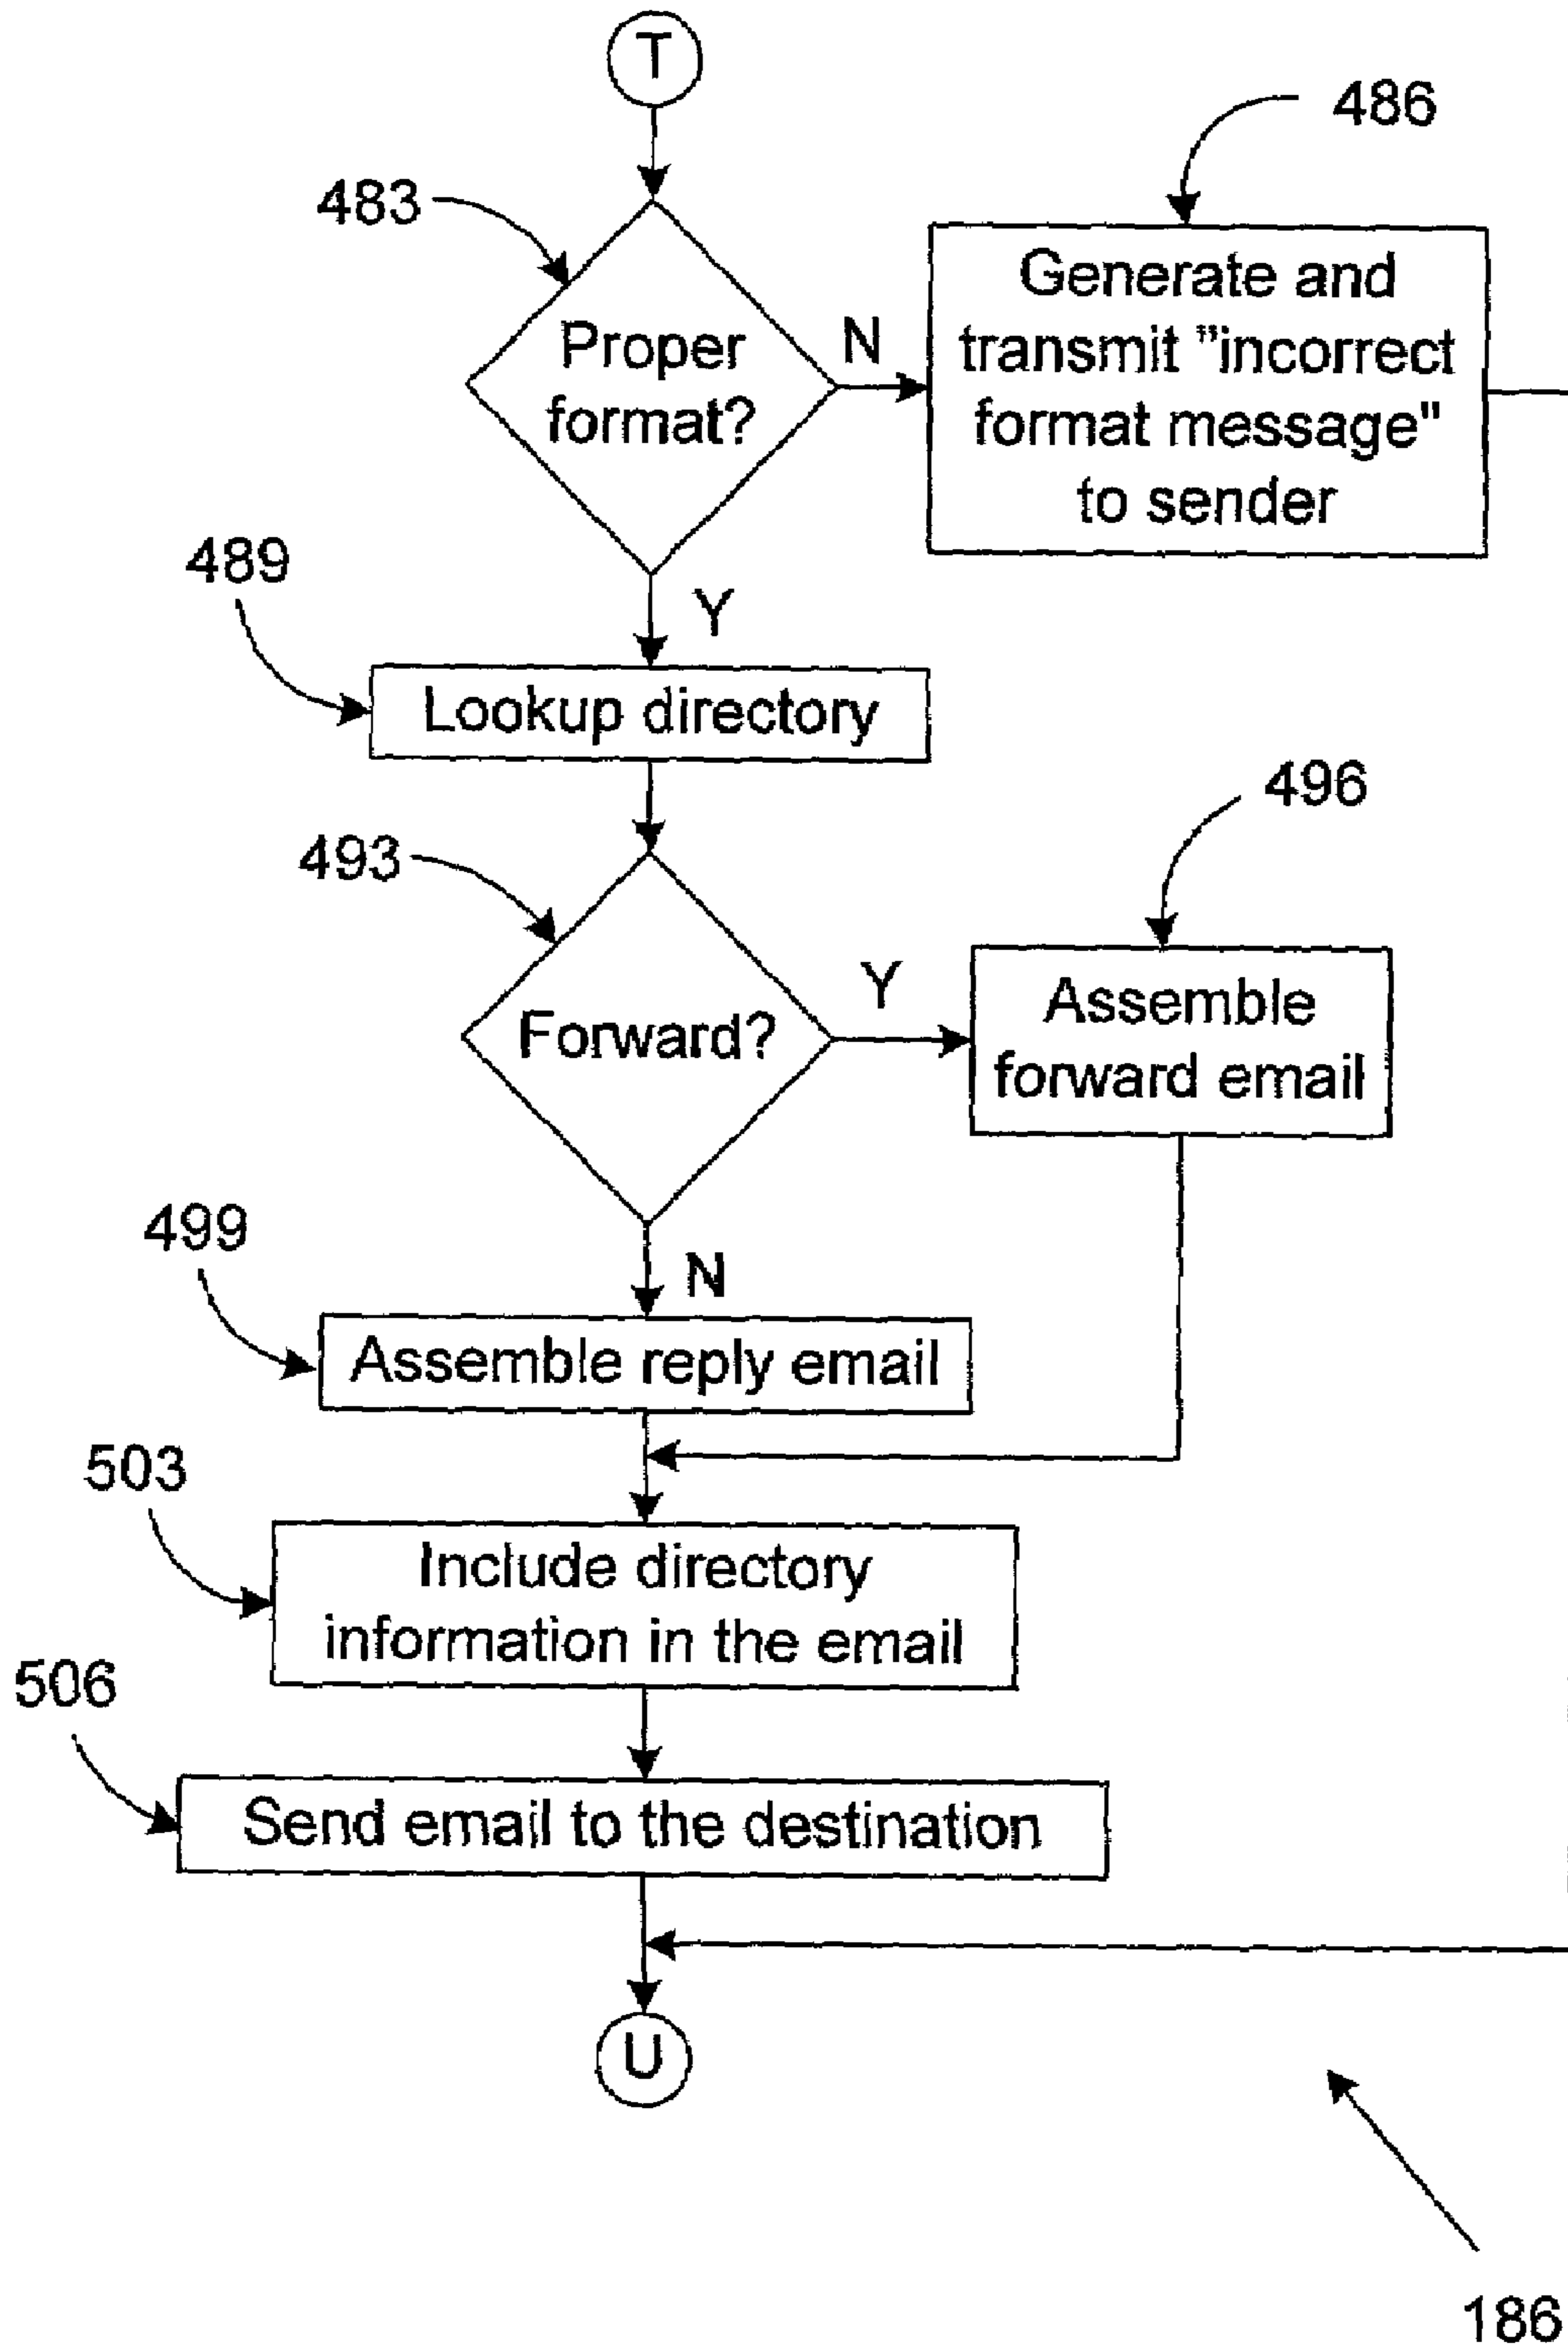 T
486
483
Proper
format?
N
Generate and
transmit "incorrect
format message"
to sender
489
Y
Lookup directory
496
493
Forward?
Y
Assemble
forward email
499
N
Assemble reply email
503
Include directory
information in the email
506
Send email to the destination
U
186